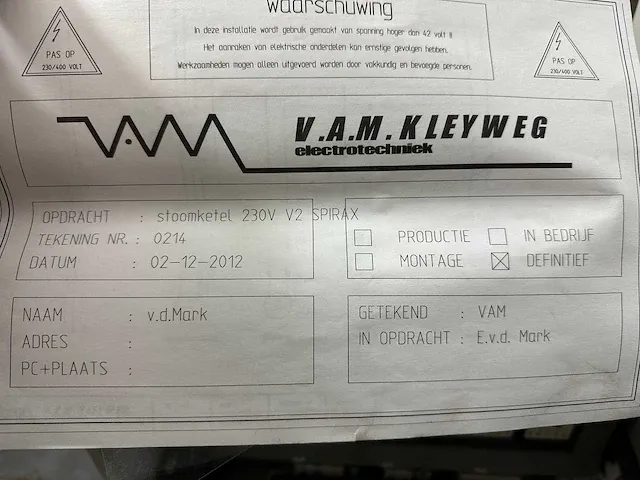 waarschuwing
In deze installatie wordt gebruik gemaakt van spanning hoger dan 42 volt !!
Het aanraken van elektrische onderdelen kan ernstige gevolgen hebben.
Werkzaamheden mogen alleen uitgevoerd worden door vakkundig en bevoegde personen.
PAS OP
230/400 VOLT
PAS OP
230/400 VOLT
VAM
V.A.M. KLEYWEG
electrotechniek
OPDRACHT : stoomketel 230V V2 SPIRAX
TEKENING NR. : 0214
DATUM : 02-12-2012
PRODUCTIE
IN BEDRIJF
MONTAGE
DEFINITIEF
NAAM : v.d.Mark
ADRES :
PC+PLAATS :
GETEKEND : VAM
IN OPDRACHT : E.v.d. Mark